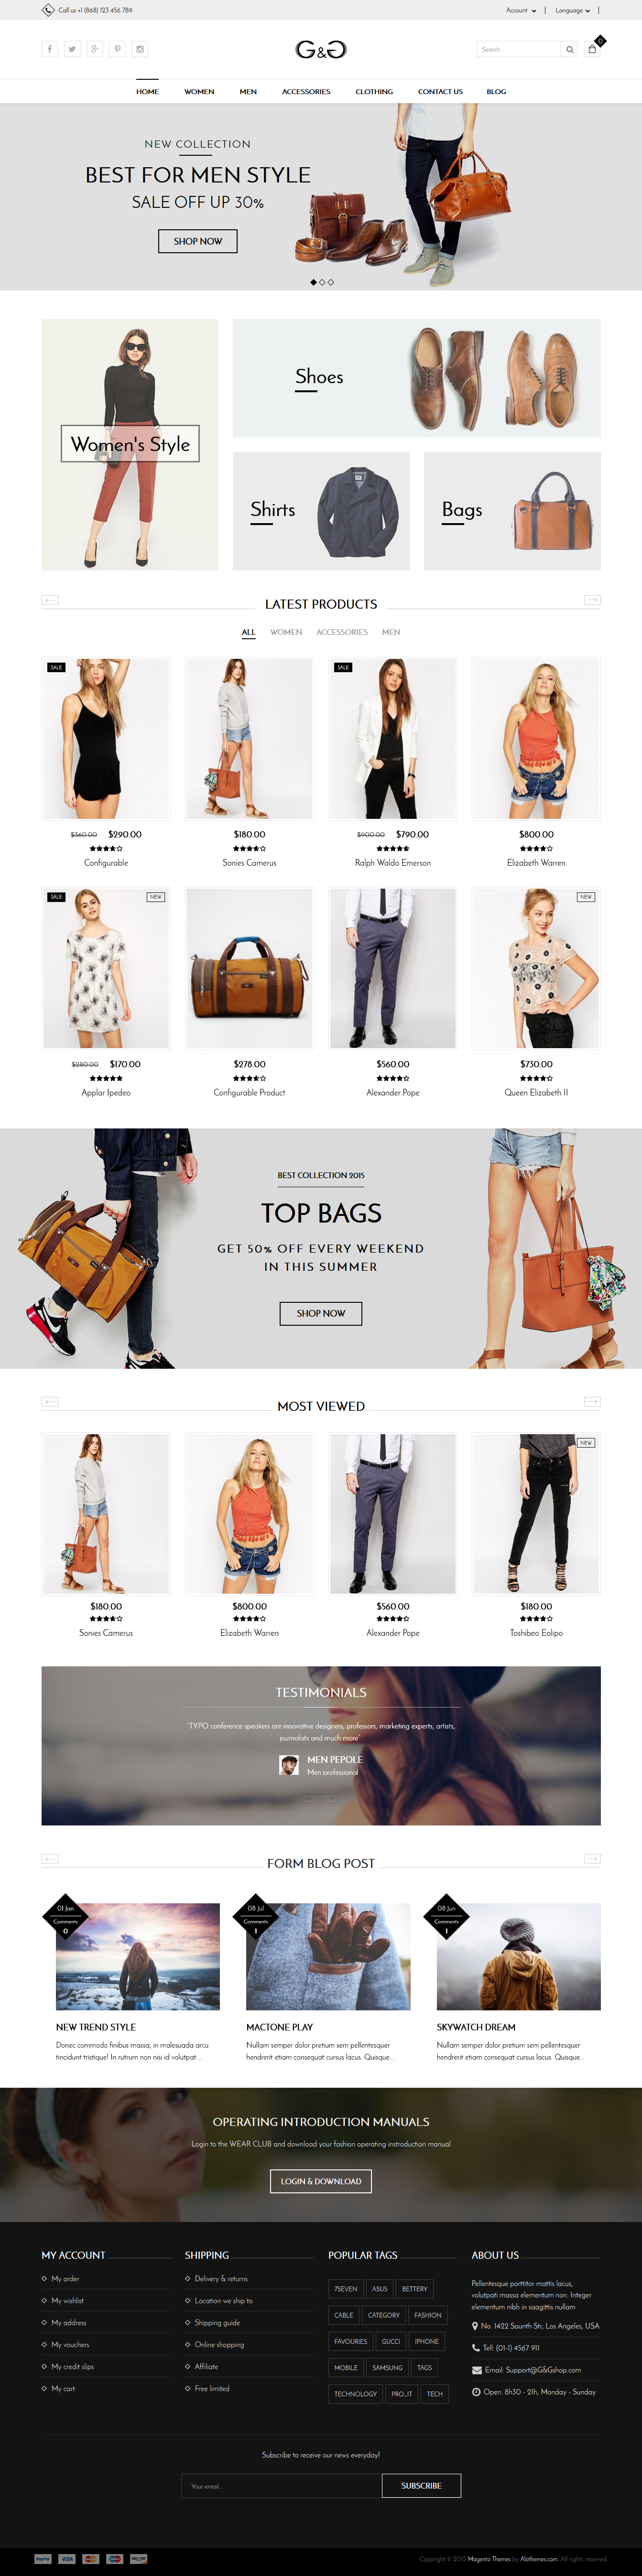 Call us +1 (868) 123 456 789
Account
Language
G&G
Search ...
0
HOME
WOMEN
MEN
ACCESSORIES
CLOTHING
CONTACT US
BLOG
NEW COLLECTION
BEST FOR MEN STYLE
SALE OFF UP 30%
SHOP NOW
Women's Style
Shoes
Shirts
Bags
LATEST PRODUCTS
ALL
WOMEN
ACCESSORIES
MEN
SALE
SALE
$360.00 $290.00
$180.00
$900.00 $790.00
$800.00
Configurable
Sonies Camerus
Ralph Waldo Emerson
Elizabeth Warren
SALE
NEW
NEW
$280.00 $170.00
$278.00
$560.00
$730.00
Applar Ipedeo
Configurable Product
Alexander Pope
Queen Elizabeth II
BEST COLLECTION 2015
TOP BAGS
GET 50% OFF EVERY WEEKEND
IN THIS SUMMER
SHOP NOW
MOST VIEWED
NEW
$180.00
$800.00
$560.00
$180.00
Sonies Camerus
Elizabeth Warren
Alexander Pope
Toshibeo Eolipo
TESTIMONIALS
"TYPO conference speakers are innovative designers, professors, marketing experts, artists,
journalists and much more"
MEN PEPOLE
Men professional
FORM BLOG POST
01 Jan
Comments
0
08 Jul
Comments
1
08 Jun
Comments
1
NEW TREND STYLE
Donec commodo finibus massa, in malesuada arcu
tincidunt tristique! In rutrum non nisi id volutpat....
MACTONE PLAY
Nullam semper dolor pretium sem pellentesquer
hendrerit etiam consequat cursus lacus. Quisque...
SKYWATCH DREAM
Nullam semper dolor pretium sem pellentesquer
hendrerit etiam consequat cursus lacus. Quisque...
OPERATING INTRODUCTION MANUALS
Login to the WEAR CLUB and download your fashion operating instroduction manual
LOGIN & DOWNLOAD
MY ACCOUNT
My order
My wishlist
My address
My vouchers
My credit slips
My cart
SHIPPING
Delivery & returns
Location we ship to
Shipping guide
Online shopping
Affiliate
Free limited
POPULAR TAGS
7SEVEN
ASUS
BETTERY
CABLE
CATEGORY
FASHION
FAVOURIES
GUCCI
IPHONE
MOBILE
SAMSUNG
TAGS
TECHNOLOGY
PRO_IT
TECH
ABOUT US
Pellentesque porttitor mattis lacus,
volutpati massa elementum non. Integer
elementum nibh in saagittis nullam
No. 1422 Sounth Str, Los Angeles, USA
Tell: (01-1) 4567 911
Email: Support@G&Gshop.com
Open: 8h30 - 21h, Monday - Sunday
Subscribe to receive our news everyday!
Your email...
SUBSCRIBE
PayPal
VISA
Copyright © 2015 Magento Themes by Alothemes.com. All rights reserved.